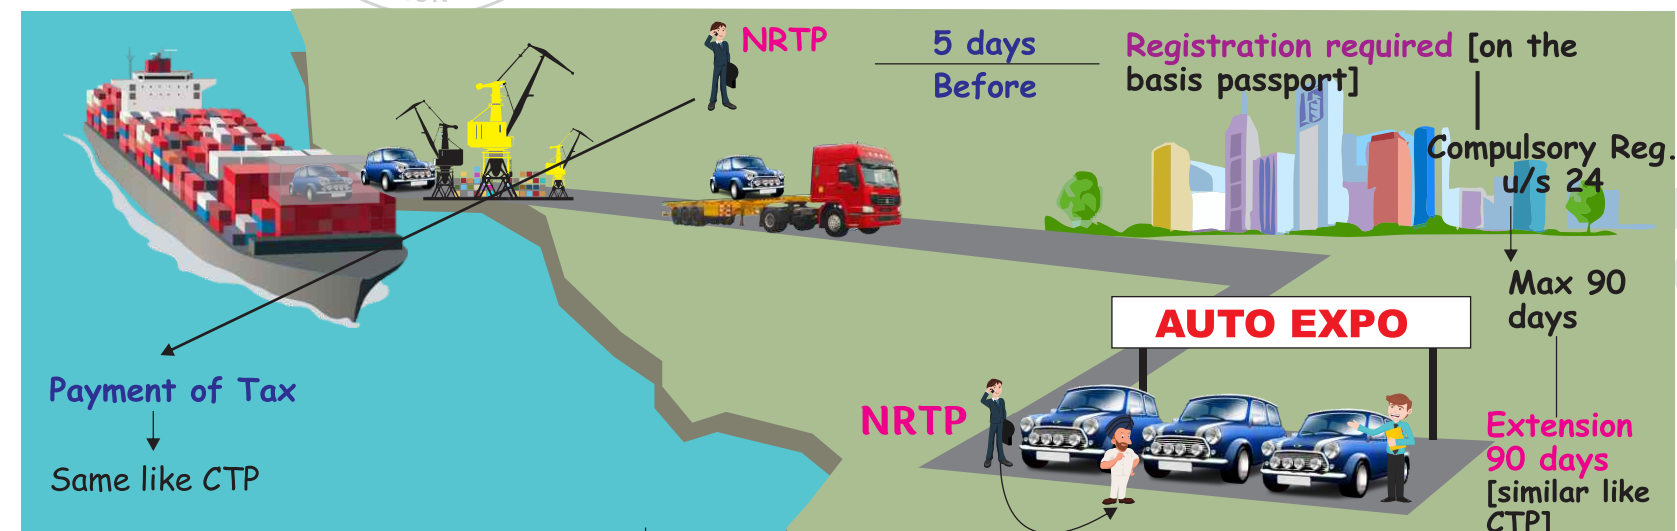 NRTP
5 days
Before
Registration required [on the
basis passport]
Compulsory Reg.
u/s 24
Max 90
days
AUTO EXPO
NRTP
Extension
90 days
[similar like
CTP]
Payment of Tax
Same like CTP